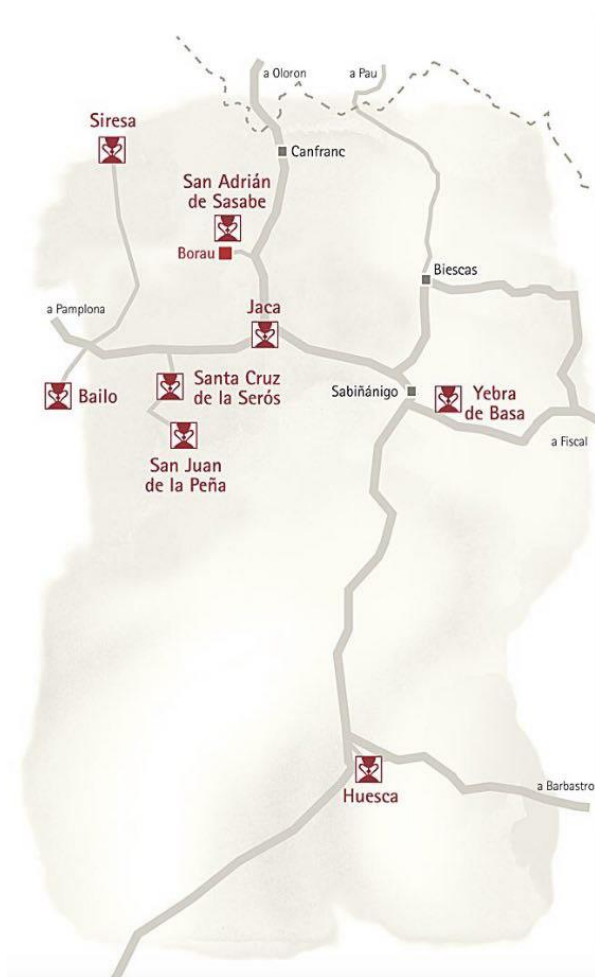 a Oloron
a Pau
Siresa
Canfranc
San Adrián
de Sasabe
Borau
Biescas
a Pamplona
Jaca
Bailo
Santa Cruz
de la Serós
Sabiñánigo
Yebra
de Basa
a Fiscal
San Juan
de la Peña
a Barbastro
Huesca